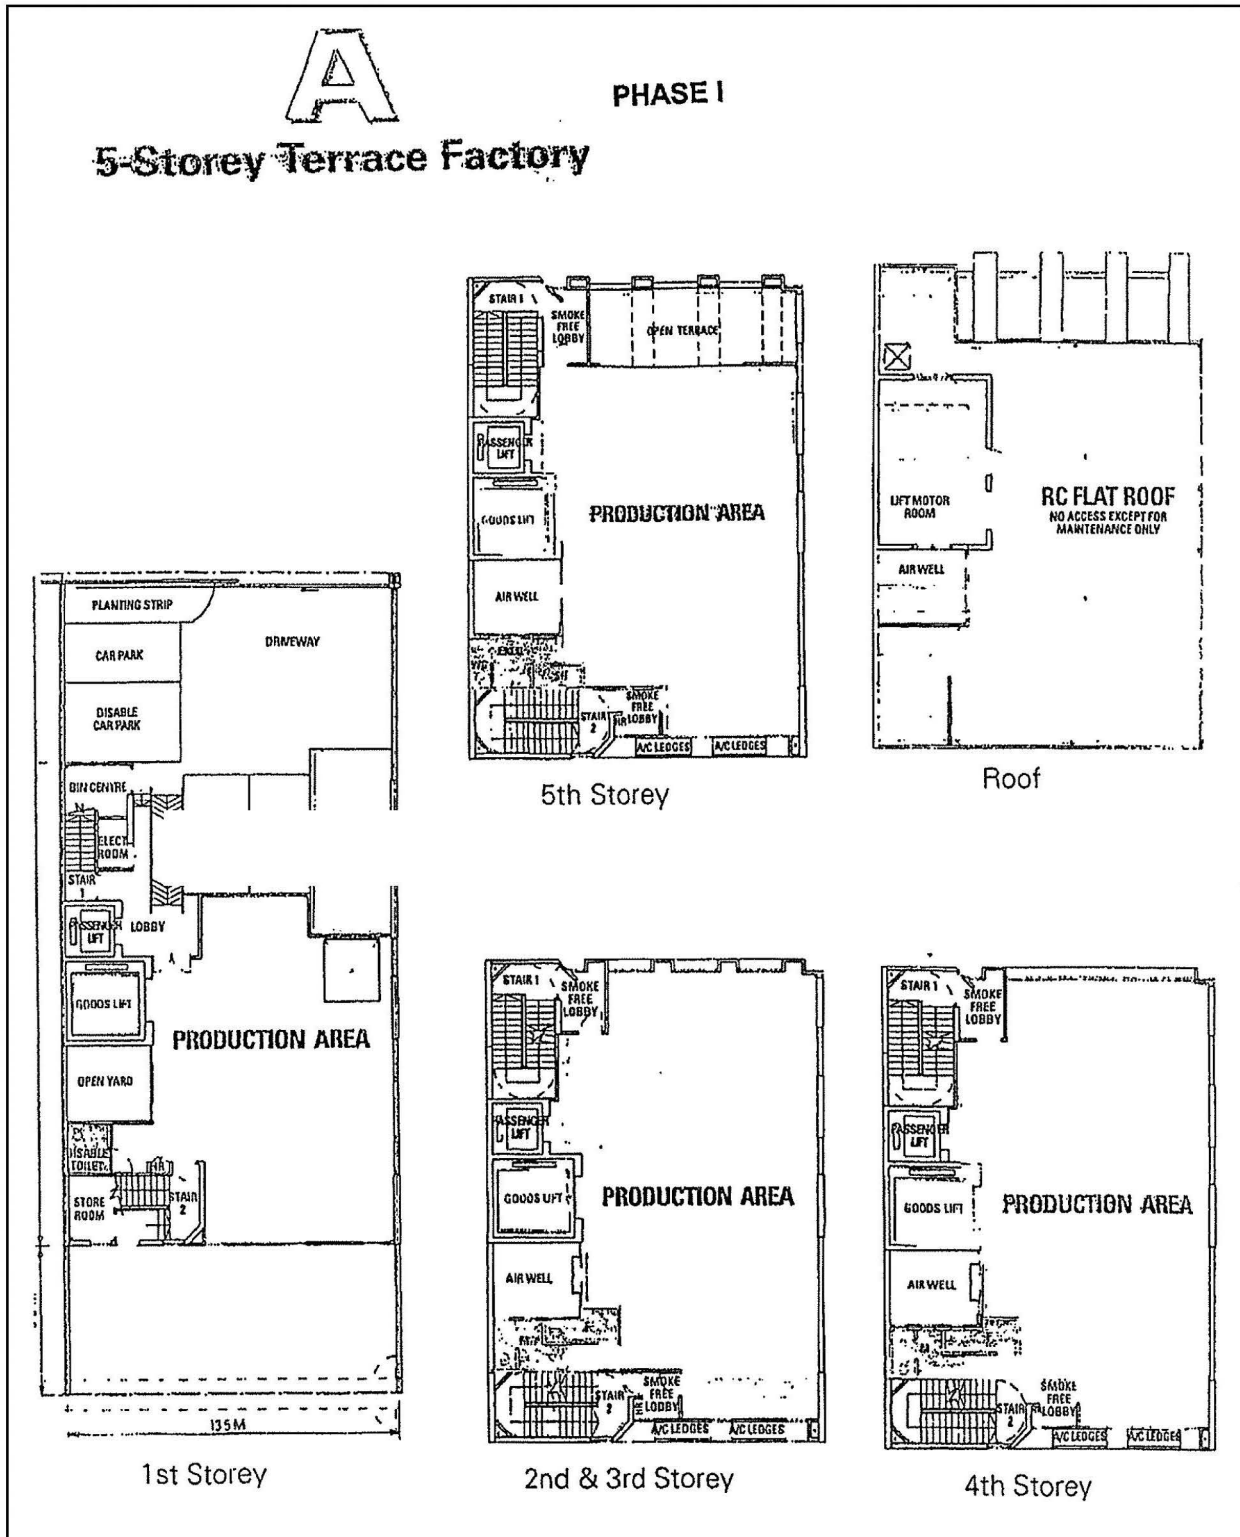 A
PHASE I
5-Storey Terrace Factory
STAIR 1
SMOKE
FREE
LOBBY
OPEN TERRACE
PASSENGER
LIFT
GOODS LIFT
PRODUCTION AREA
AIR WELL
STAIR
2
HR
SMOKE
FREE
LOBBY
A/C LEDGES
A/C LEDGES
5th Storey
LIFT MOTOR
ROOM
RC FLAT ROOF
NO ACCESS EXCEPT FOR
MAINTENANCE ONLY
AIR WELL
Roof
PLANTING STRIP
CAR PARK
DRIVEWAY
DISABLE
CAR PARK
BIN CENTRE
ELECT
ROOM
STAIR
1
PASSENGER
LIFT
LOBBY
GOODS LIFT
PRODUCTION AREA
OPEN YARD
DISABLE
TOILET
HR
STORE
ROOM
STAIR
2
13.5 M
1st Storey
STAIR 1
SMOKE
FREE
LOBBY
PASSENGER
LIFT
GOODS LIFT
PRODUCTION AREA
AIR WELL
STAIR
2
HR
SMOKE
FREE
LOBBY
A/C LEDGES
A/C LEDGES
2nd & 3rd Storey
STAIR 1
SMOKE
FREE
LOBBY
PASSENGER
LIFT
GOODS LIFT
PRODUCTION AREA
AIR WELL
STAIR
2
SMOKE
FREE
LOBBY
A/C LEDGES
A/C LEDGES
4th Storey